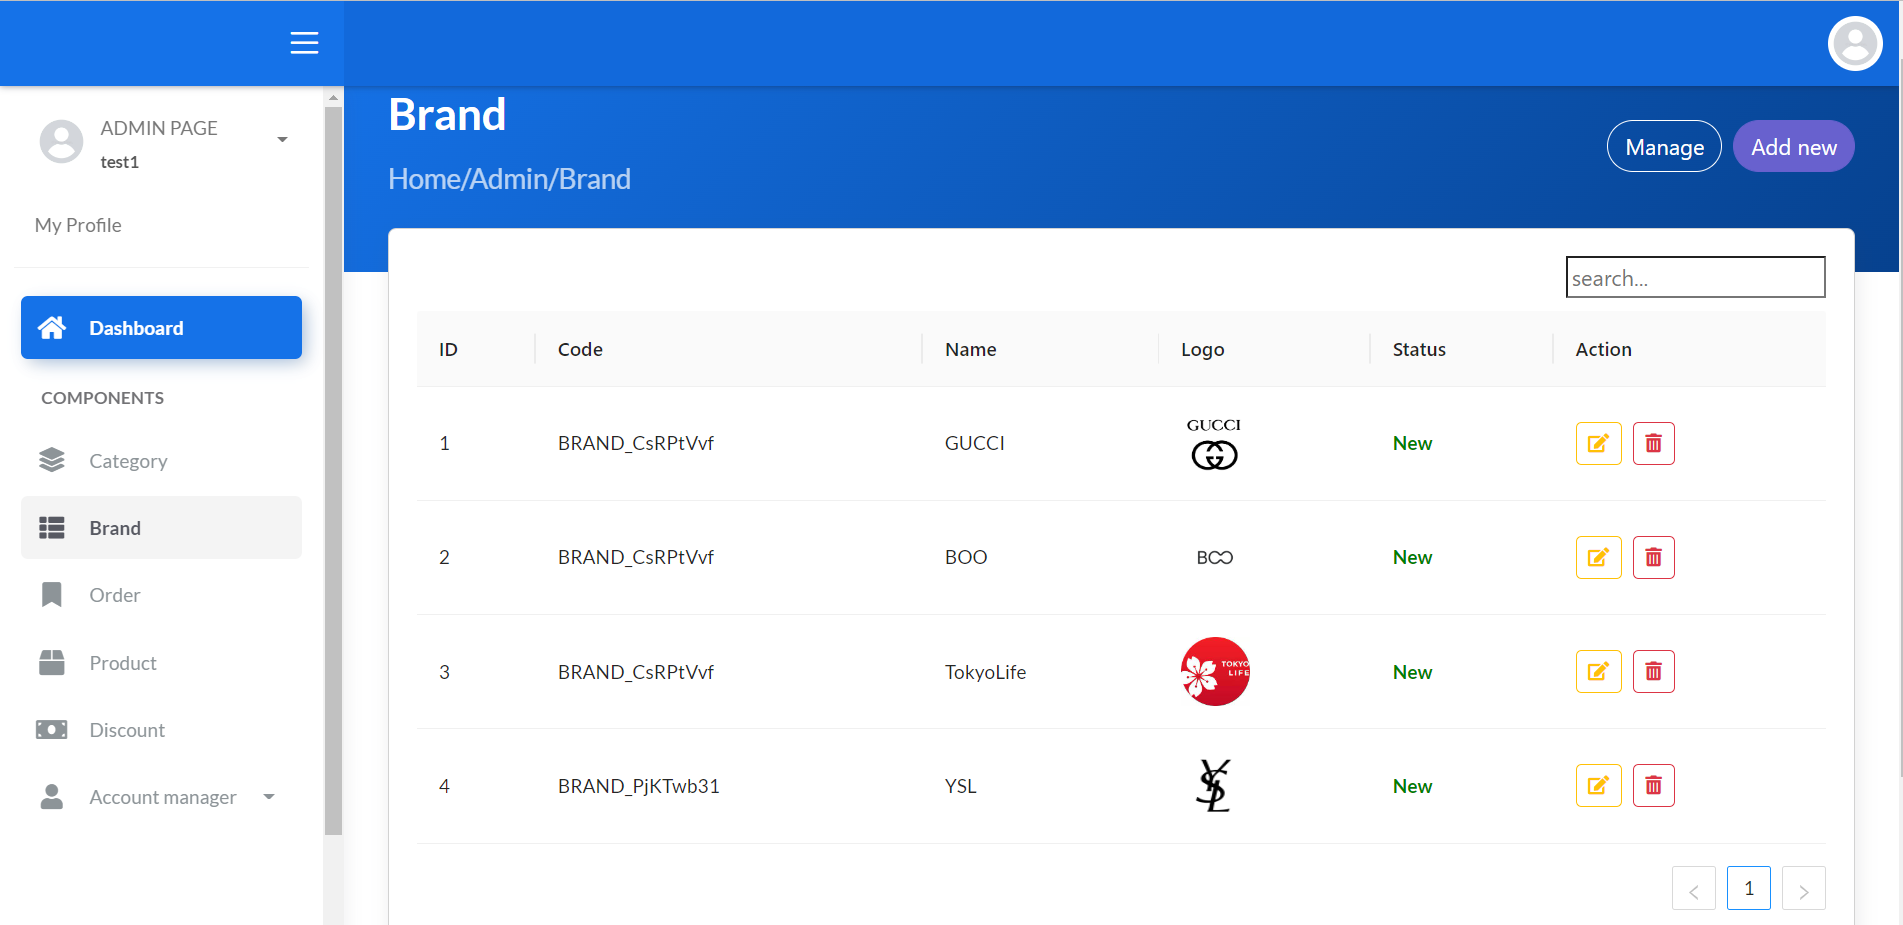 ADMIN PAGE
test1
My Profile
Dashboard
COMPONENTS
Category
Brand
Order
Product
Discount
Account manager
Brand
Home/Admin/Brand
Manage
Add new
search...
ID Code Name Logo Status Action
1 BRAND_CsRPtVvf GUCCI GUCCI New
2 BRAND_CsRPtVvf BOO BOO New
3 BRAND_CsRPtVvf TokyoLife TOKYO LIFE New
4 BRAND_PjKTwb31 YSL YSL New
< 1 >